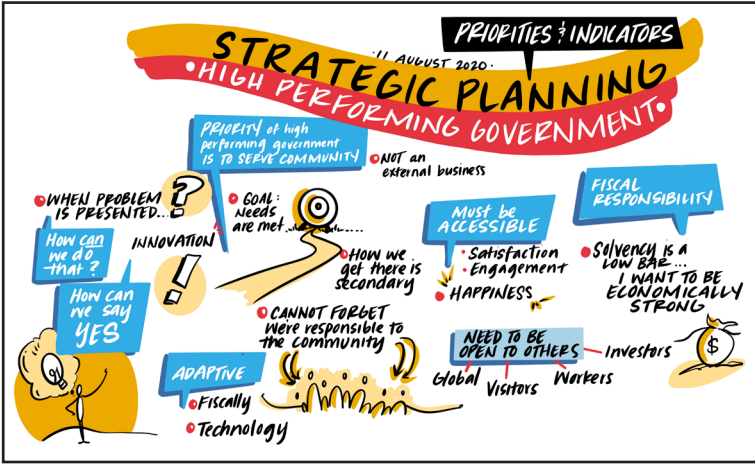 PRIORITIES & INDICATORS
·11 AUGUST 2020·
STRATEGIC PLANNING
•HIGH PERFORMING GOVERNMENT•
PRIORITY of high
performing government
IS TO SERVE COMMUNITY
NOT an
external business
WHEN PROBLEM
IS PRESENTED...
?
How can
we do
that?
INNOVATION
!
How can
we say
YES
GOAL:
needs
are met
HOW we
get there is
secondary
CANNOT FORGET
We're responsible to
the community
ADAPTIVE
Fiscally
Technology
Must be
ACCESSIBLE
• Satisfaction
• Engagement
HAPPINESS
NEED TO BE
OPEN TO OTHERS
Global
Visitors
Workers
Investors
FISCAL
RESPONSIBILITY
Solvency is a
LOW BAR...
I WANT TO BE
ECONOMICALLY
STRONG
$